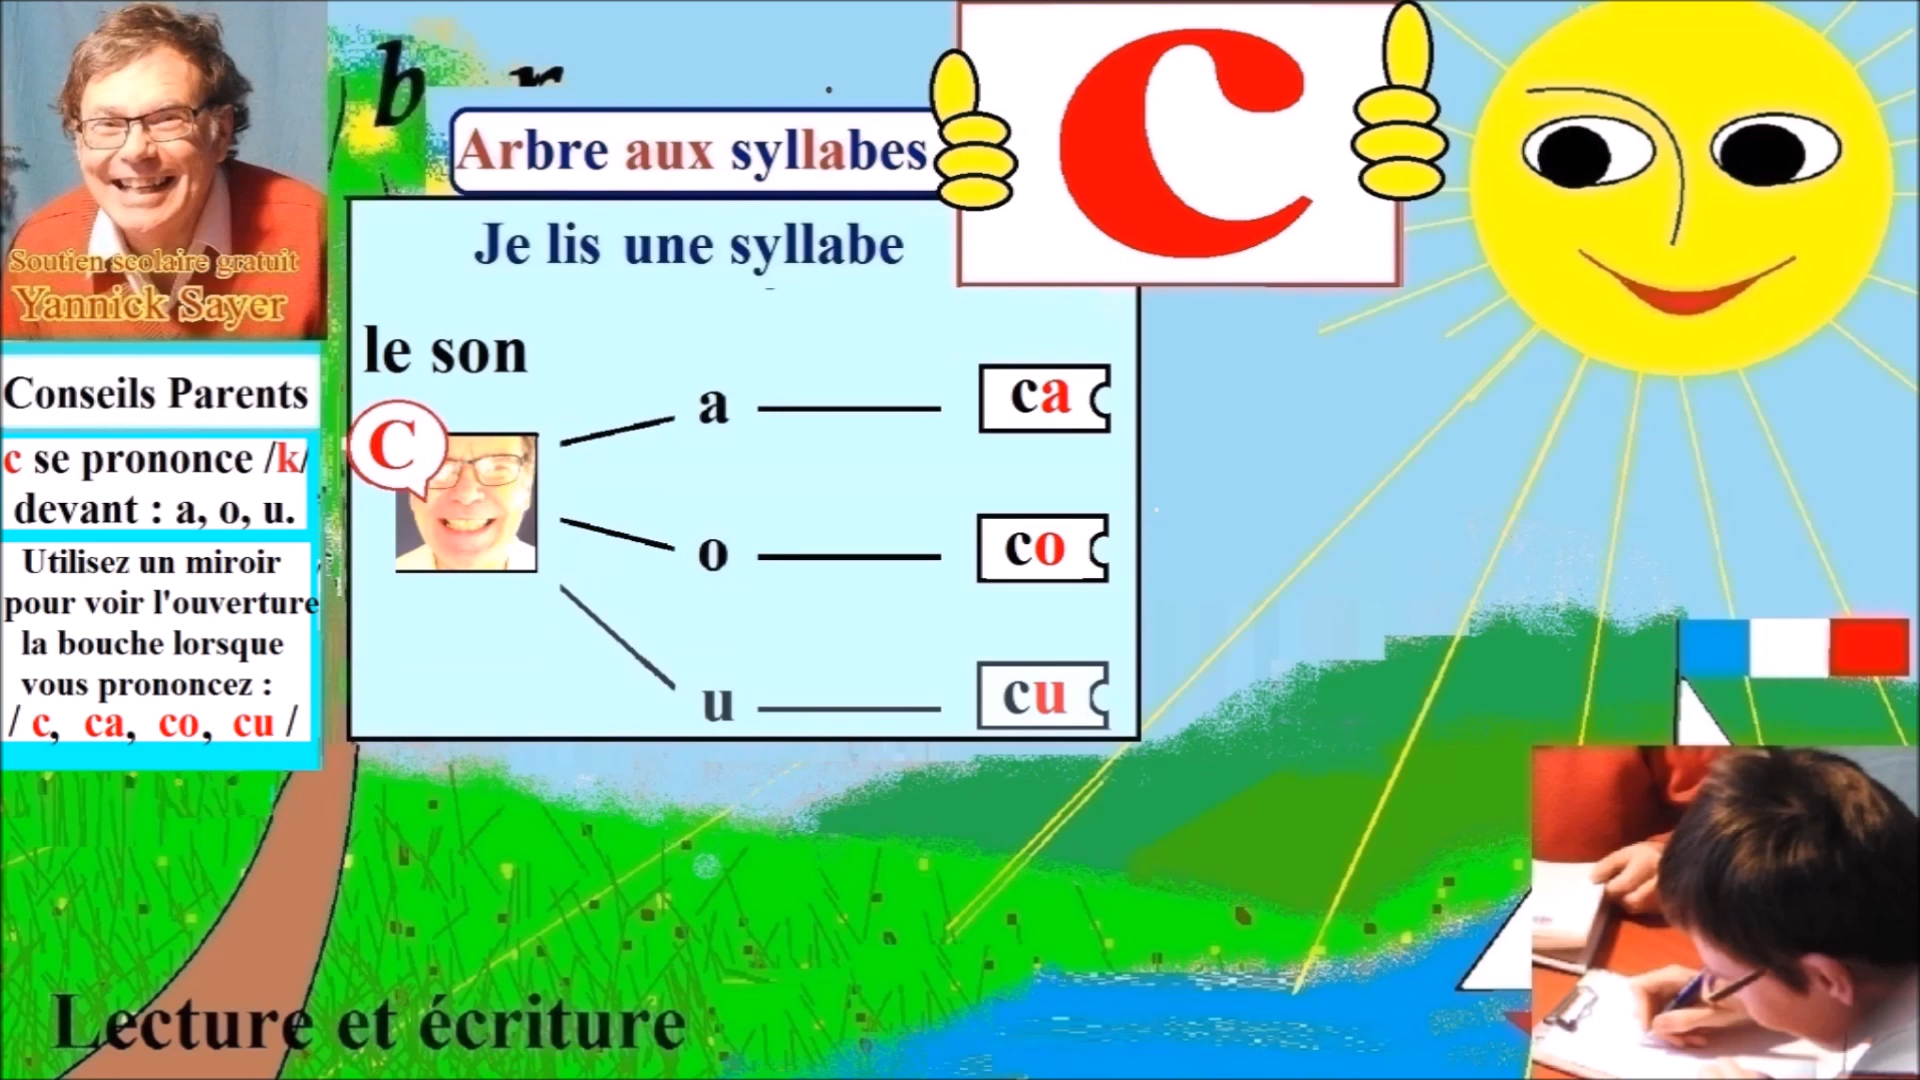 b r
Arbre aux syllabes
c
Je lis une syllabe
Soutien scolaire gratuit
Yannick Sayer
le son
C
a ca
o co
u cu
Conseils Parents
c se prononce /k/
devant : a, o, u.
Utilisez un miroir
pour voir l'ouverture
la bouche lorsque
vous prononcez :
/ c, ca, co, cu /
Lecture et écriture